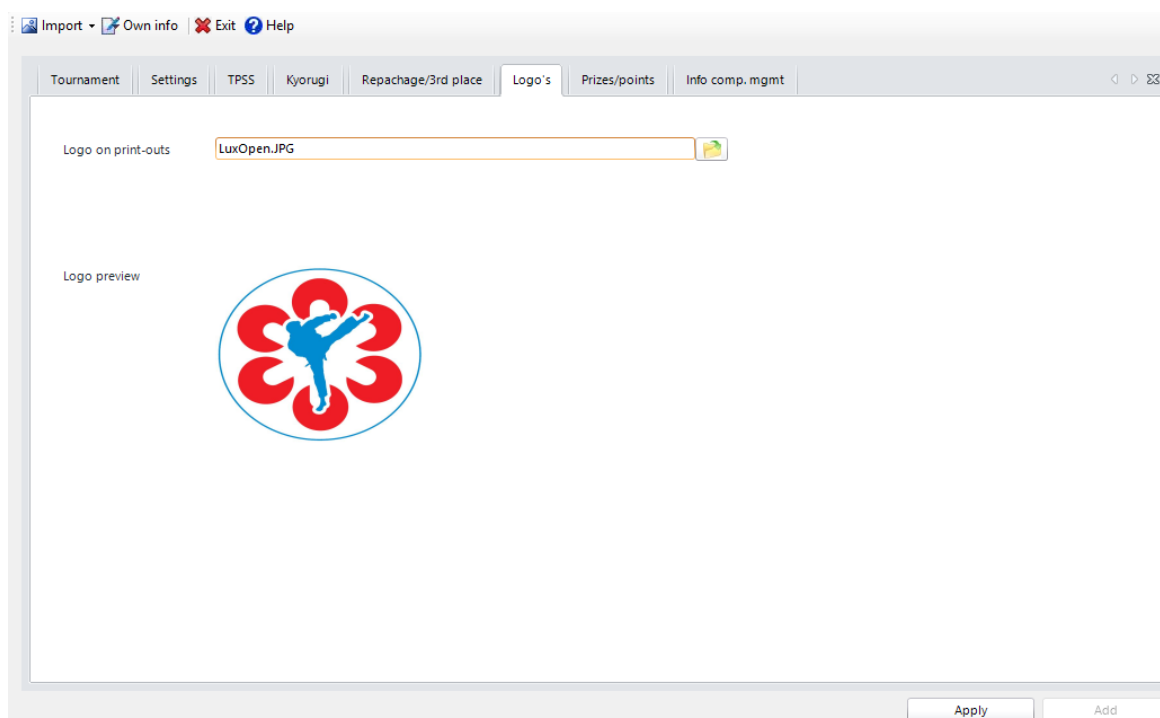 Import Own info Exit Help
Tournament Settings TPSS Kyorugi Repachage/3rd place Logo's Prizes/points Info comp. mgmt
Logo on print-outs LuxOpen.JPG
Logo preview
Apply Add